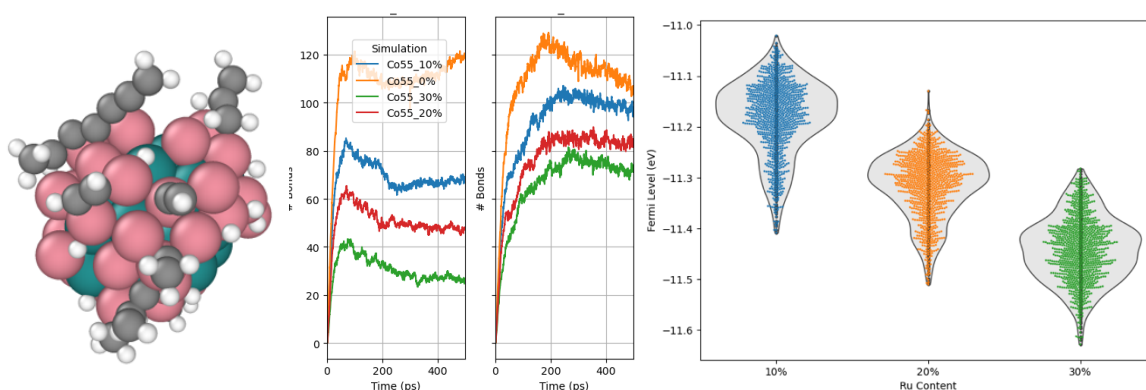 120
100
80
60
40
20
0
# Bonds
Simulation
Co55_10%
Co55_0%
Co55_30%
Co55_20%
0
200
400
Time (ps)
# Bonds
0
200
400
Time (ps)
−11.0
−11.1
−11.2
−11.3
−11.4
−11.5
−11.6
Fermi Level (eV)
10%
20%
30%
Ru Content